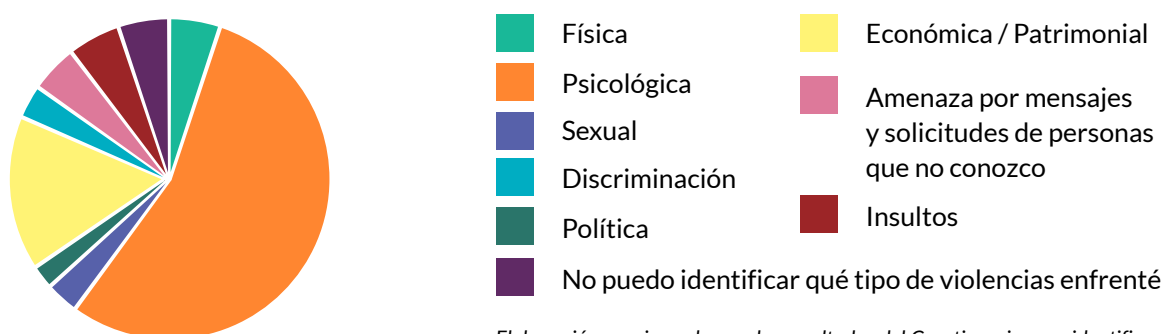 Física
Psicológica
Sexual
Discriminación
Política
No puedo identificar qué tipo de violencias enfrenté
Económica / Patrimonial
Amenaza por mensajes
y solicitudes de personas
que no conozco
Insultos